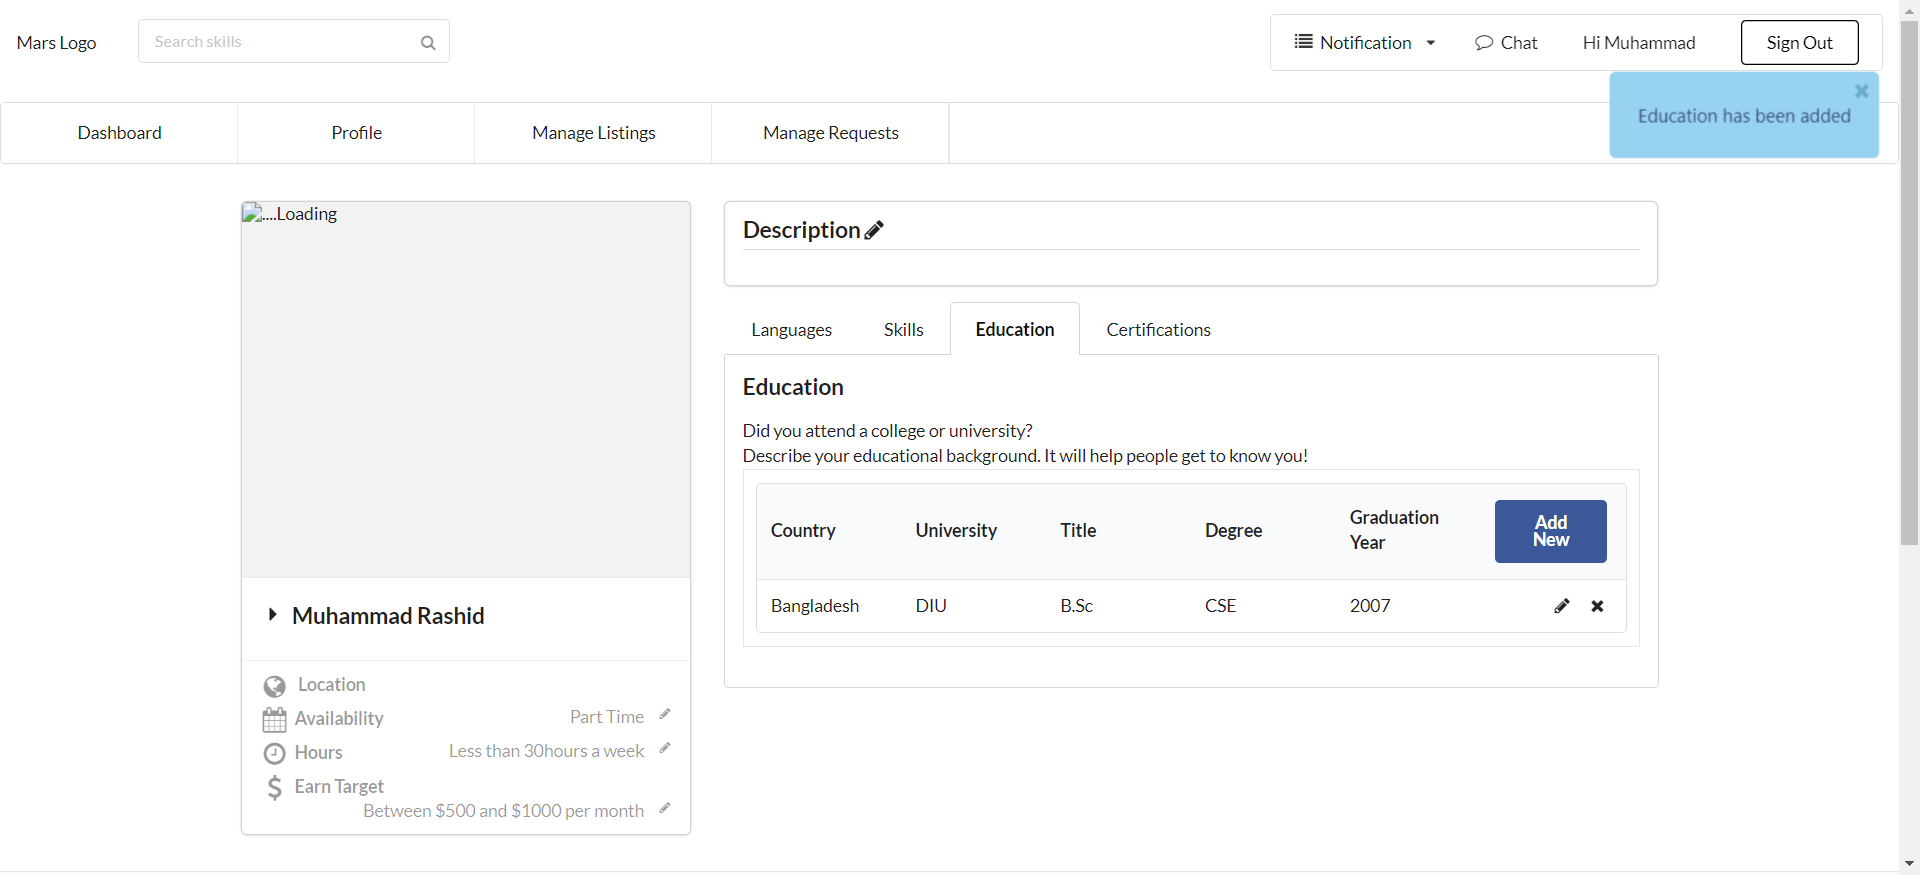 Mars Logo
Search skills
Notification
Chat
Hi Muhammad
Sign Out
Education has been added
Dashboard
Profile
Manage Listings
Manage Requests
....Loading
Muhammad Rashid
Location
Availability
Part Time
Hours
Less than 30hours a week
Earn Target
Between $500 and $1000 per month
Description
Languages
Skills
Education
Certifications
Education
Did you attend a college or university?
Describe your educational background. It will help people get to know you!
Country
University
Title
Degree
Graduation
Year
Add
New
Bangladesh
DIU
B.Sc
CSE
2007